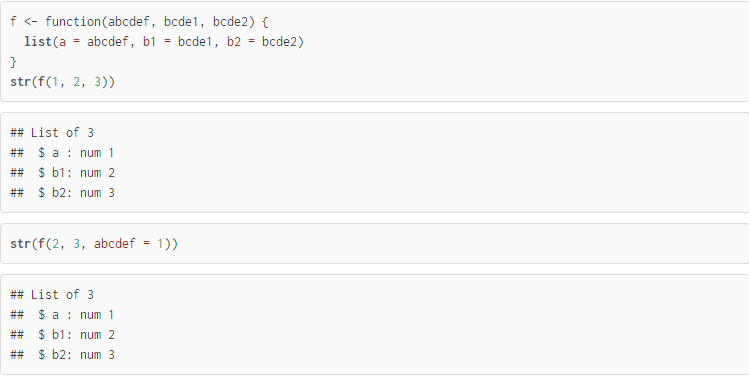 f <- function(abcdef, bcde1, bcde2) {
  list(a = abcdef, b1 = bcde1, b2 = bcde2)
}
str(f(1, 2, 3))
## List of 3
##  $ a : num 1
##  $ b1: num 2
##  $ b2: num 3
str(f(2, 3, abcdef = 1))
## List of 3
##  $ a : num 1
##  $ b1: num 2
##  $ b2: num 3